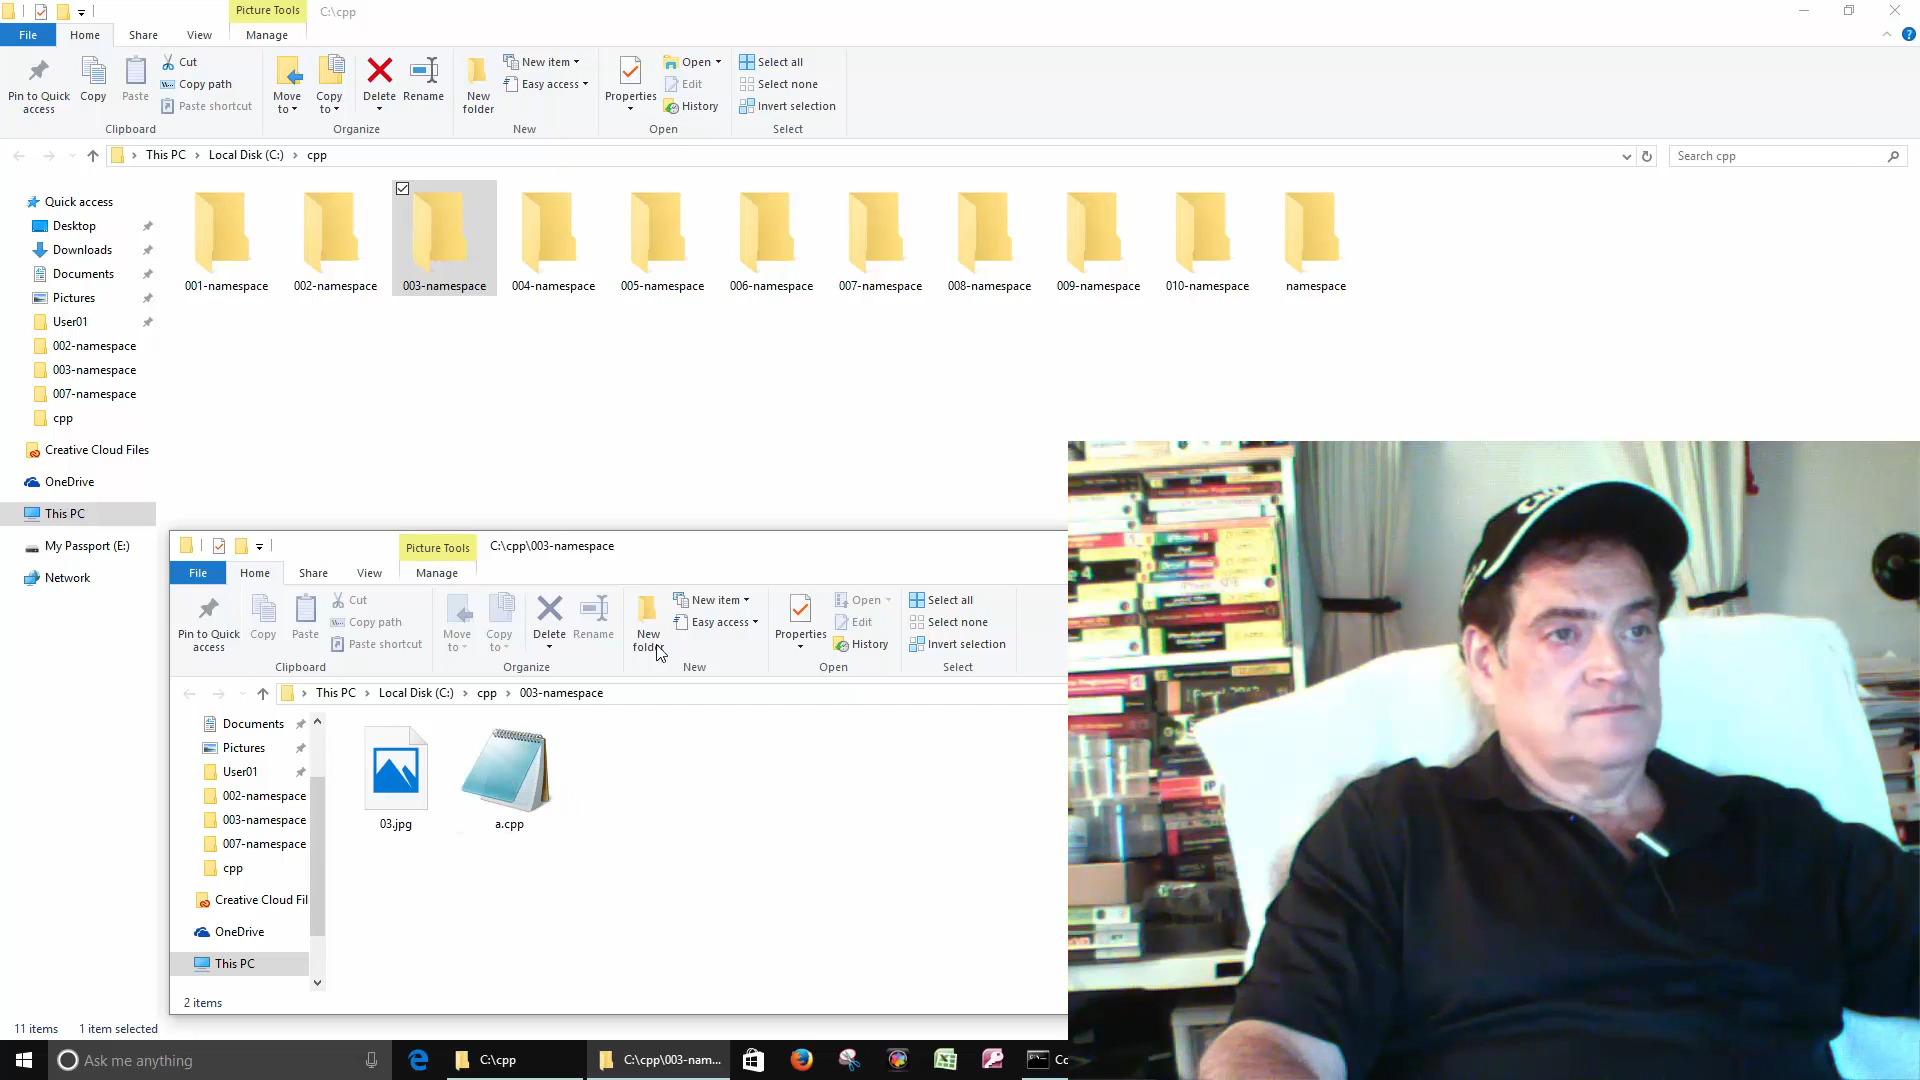 Picture Tools
C:\cpp
File
Home
Share
View
Manage
Pin to Quick access
Copy
Paste
Cut
Copy path
Paste shortcut
Clipboard
Move to
Copy to
Delete
Rename
Organize
New folder
New item
Easy access
New
Properties
Open
Edit
History
Open
Select all
Select none
Invert selection
Select
This PC
Local Disk (C:)
cpp
Search cpp
Quick access
Desktop
Downloads
Documents
Pictures
User01
002-namespace
003-namespace
007-namespace
cpp
Creative Cloud Files
OneDrive
This PC
My Passport (E:)
Network
001-namespace
002-namespace
003-namespace
004-namespace
005-namespace
006-namespace
007-namespace
008-namespace
009-namespace
010-namespace
namespace
Picture Tools
C:\cpp\003-namespace
File
Home
Share
View
Manage
Pin to Quick access
Copy
Paste
Cut
Copy path
Paste shortcut
Clipboard
Move to
Copy to
Delete
Rename
Organize
New folder
New item
Easy access
New
Properties
Open
Edit
History
Open
Select all
Select none
Invert selection
Select
This PC
Local Disk (C:)
cpp
003-namespace
Documents
Pictures
User01
002-namespace
003-namespace
007-namespace
cpp
Creative Cloud Fil
OneDrive
This PC
03.jpg
a.cpp
2 items
11 items
1 item selected
Ask me anything
C:\cpp
C:\cpp\003-nam...
Co